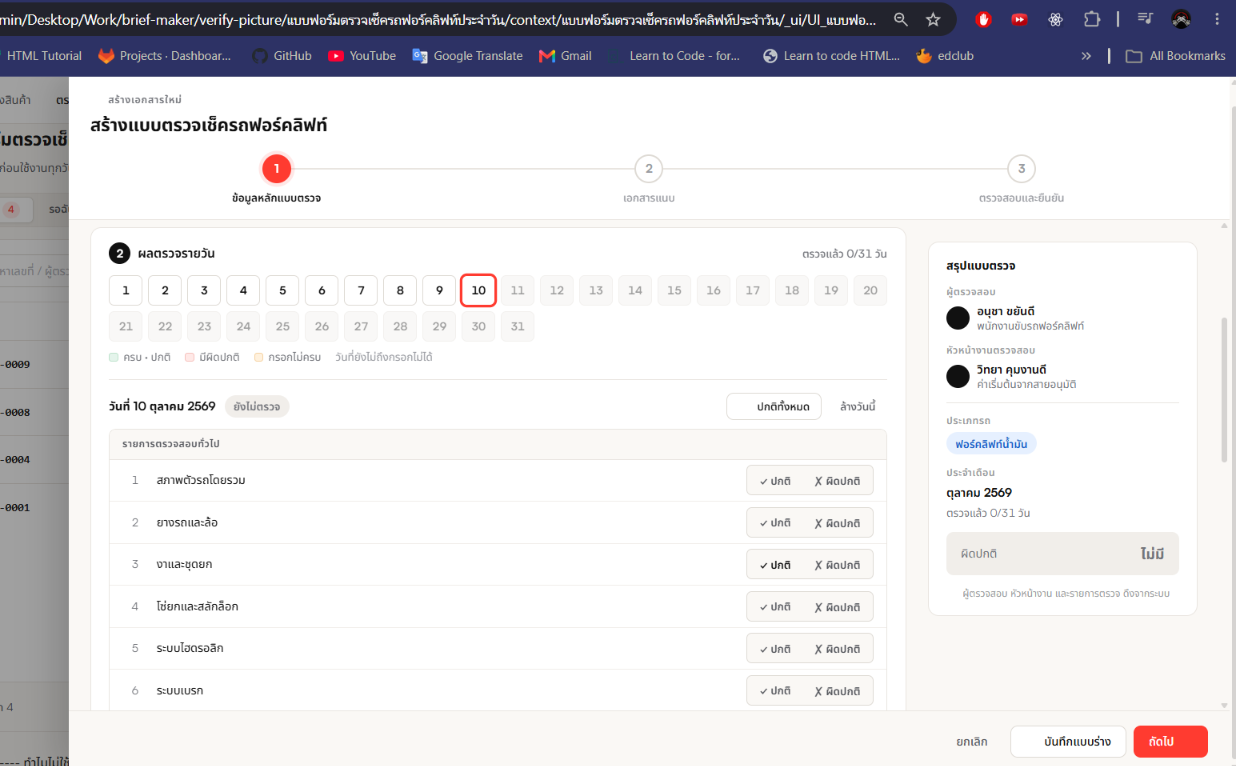 min/Desktop/Work/brief-maker/verify-picture/แบบฟอร์มตรวจเช็ครถฟอร์คลิฟท์ประจำวัน/context/แบบฟอร์มตรวจเช็ครถฟอร์คลิฟท์ประจำวัน/_ui/UI_แบบฟอ...
HTML Tutorial Projects · Dashboar... GitHub YouTube Google Translate Gmail Learn to Code - for... Learn to code HTML... edclub » All Bookmarks
สร้างเอกสารใหม่
สร้างแบบตรวจเช็ครถฟอร์คลิฟท์
1 2 3
ข้อมูลหลักแบบตรวจ เอกสารแนบ ตรวจสอบและยืนยัน
4
-0009
-0008
-0004
-0001
4
2 ผลตรวจรายวัน ตรวจแล้ว 0/31 วัน
1 2 3 4 5 6 7 8 9 10 11 12 13 14 15 16 17 18 19 20
21 22 23 24 25 26 27 28 29 30 31
ครบ · ปกติ มีผิดปกติ กรอกไม่ครบ วันที่ยังไม่ถึงกรอกไม่ได้
วันที่ 10 ตุลาคม 2569 ยังไม่ตรวจ ปกติทั้งหมด ล้างวันนี้
รายการตรวจสอบทั่วไป
1 สภาพตัวรถโดยรวม ✓ ปกติ ✗ ผิดปกติ
2 ยางรถและล้อ ✓ ปกติ ✗ ผิดปกติ
3 งาและชุดยก ✓ ปกติ ✗ ผิดปกติ
4 โซ่ยกและสลักล็อก ✓ ปกติ ✗ ผิดปกติ
5 ระบบไฮดรอลิก ✓ ปกติ ✗ ผิดปกติ
6 ระบบเบรก ✓ ปกติ ✗ ผิดปกติ
สรุปแบบตรวจ
ผู้ตรวจสอบ
อนุชา ขยันดี
พนักงานขับรถฟอร์คลิฟท์
หัวหน้างานตรวจสอบ
วิทยา คุมงานดี
ค่าเริ่มต้นจากสายอนุมัติ
ประเภทรถ
ฟอร์คลิฟท์น้ำมัน
ประจำเดือน
ตุลาคม 2569
ตรวจแล้ว 0/31 วัน
ผิดปกติ ไม่มี
ผู้ตรวจสอบ หัวหน้างาน และรายการตรวจ ดึงจากระบบ
ยกเลิก บันทึกแบบร่าง ถัดไป